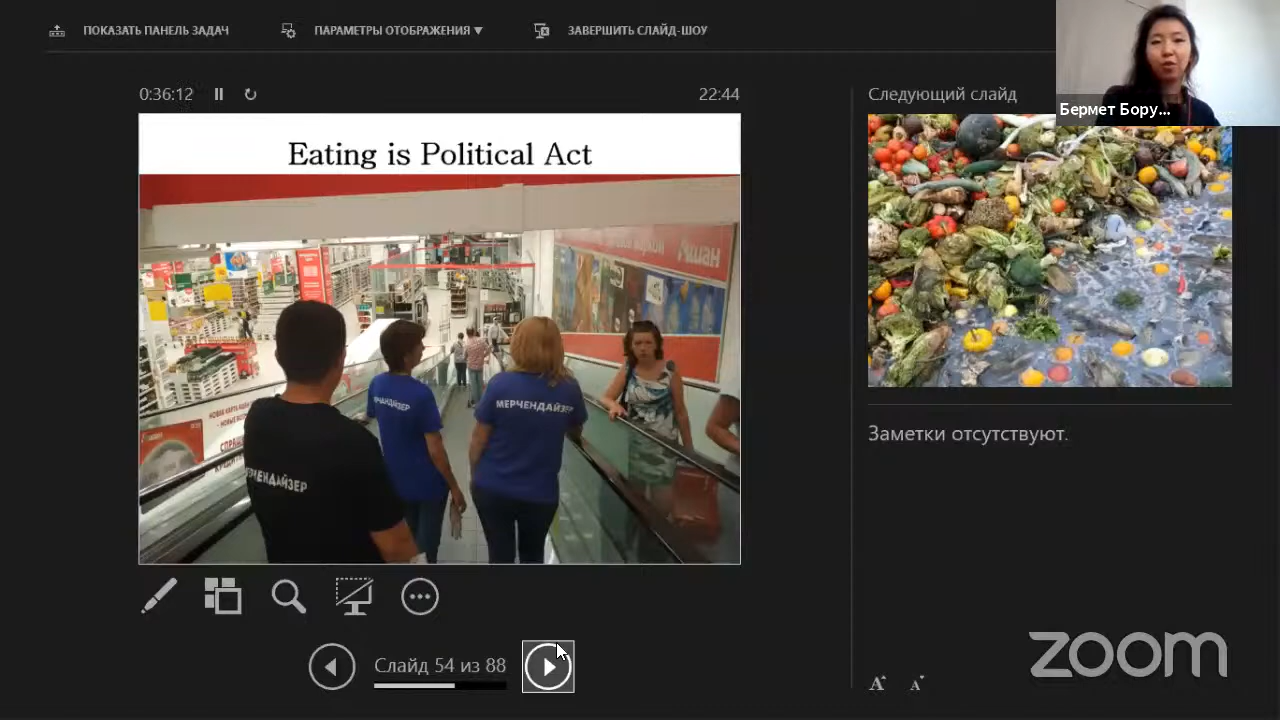 ПОКАЗАТЬ ПАНЕЛЬ ЗАДАЧ
ПАРАМЕТРЫ ОТОБРАЖЕНИЯ
ЗАВЕРШИТЬ СЛАЙД-ШОУ
0:36:12
22:44
Следующий слайд
Бермет Бору...
Eating is Political Act
Ашан
МЕРЧЕНДАЙЗЕР
МЕРЧЕНДАЙЗЕР
Заметки отсутствуют.
Слайд 54 из 88
zoom